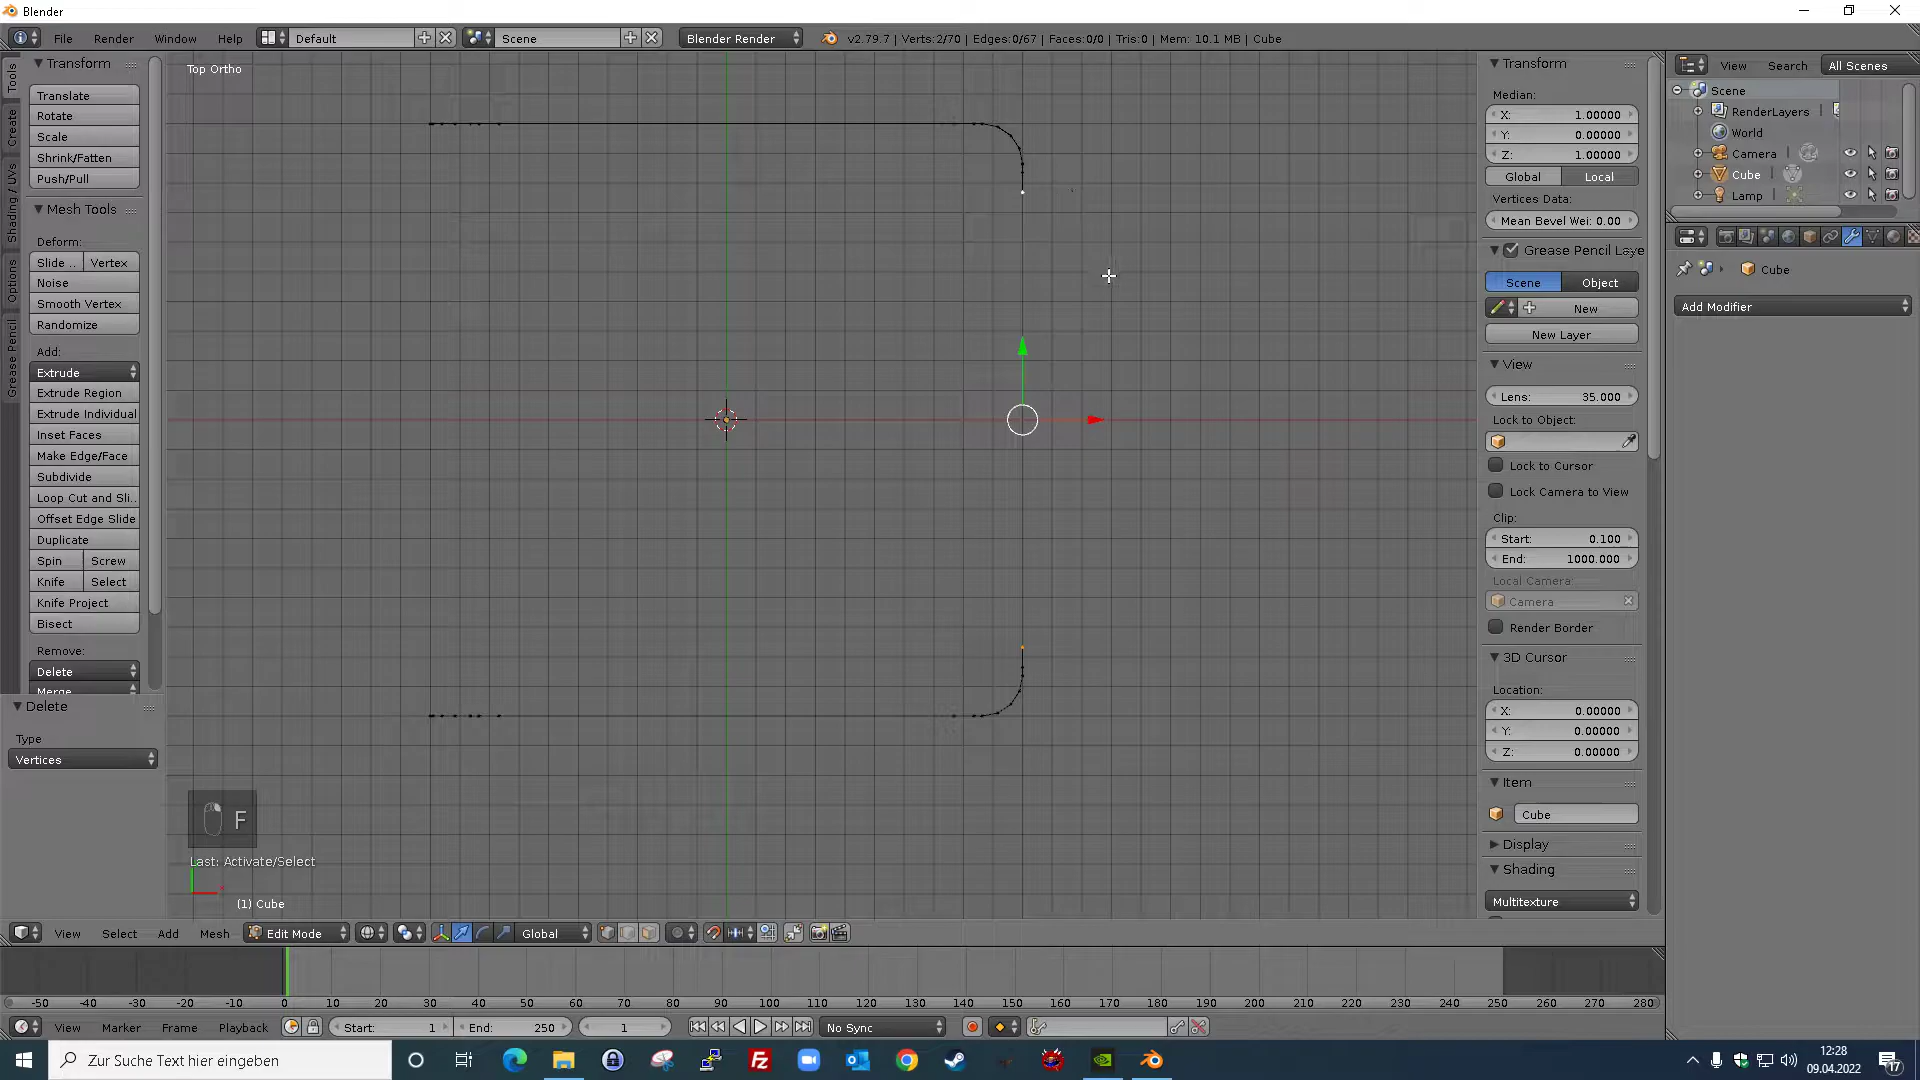 Blender
File Render Window Help Default Scene Blender Render v2.79.7 | Verts:2/70 | Edges:0/67 | Faces:0/0 | Tris:0 | Mem: 10.1 MB | Cube
Tools
Create
Shading / UVs
Options
Grease Pencil
Transform
Translate
Rotate
Scale
Shrink/Fatten
Push/Pull
Mesh Tools
Deform:
Slide .. Vertex
Noise
Smooth Vertex
Randomize
Add:
Extrude
Extrude Region
Extrude Individual
Inset Faces
Make Edge/Face
Subdivide
Loop Cut and Sli..
Offset Edge Slide
Duplicate
Spin Screw
Knife Select
Knife Project
Bisect
Remove:
Delete
Merge
Delete
Type
Vertices
Top Ortho
F
Last: Activate/Select
(1) Cube
Transform
Median:
X: 1.00000
Y: 0.00000
Z: 1.00000
Global Local
Vertices Data:
Mean Bevel Wei: 0.00
Grease Pencil Laye
Scene Object
New
New Layer
View
Lens: 35.000
Lock to Object:
Lock to Cursor
Lock Camera to View
Clip:
Start: 0.100
End: 1000.000
Local Camera:
Camera
Render Border
3D Cursor
Location:
X: 0.00000
Y: 0.00000
Z: 0.00000
Item
Cube
Display
Shading
Multitexture
View Search All Scenes
Scene
RenderLayers
World
Camera
Cube
Lamp
Cube
Add Modifier
View Select Add Mesh Edit Mode Global
-50 -40 -30 -20 -10 0 10 20 30 40 50 60 70 80 90 100 110 120 130 140 150 160 170 180 190 200 210 220 230 240 250 260 270 280
View Marker Frame Playback Start: 1 End: 250 1 No Sync
Zur Suche Text hier eingeben
12:28
09.04.2022
17